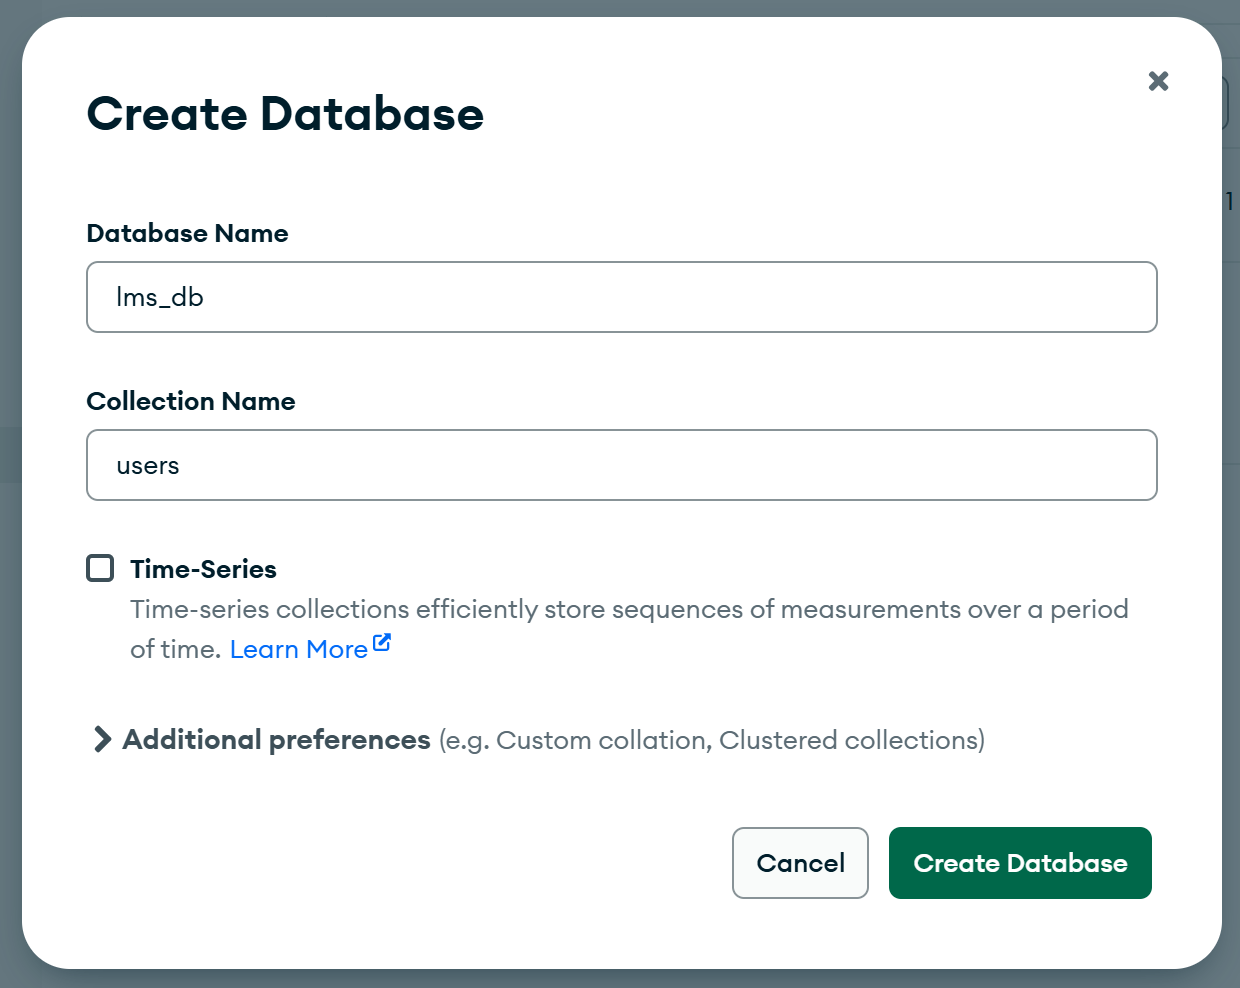 Create Database
1
Database Name
lms_db
Collection Name
users
Time-Series
Time-series collections efficiently store sequences of measurements over a period
of time. Learn More
Additional preferences (e.g. Custom collation, Clustered collections)
Cancel
Create Database